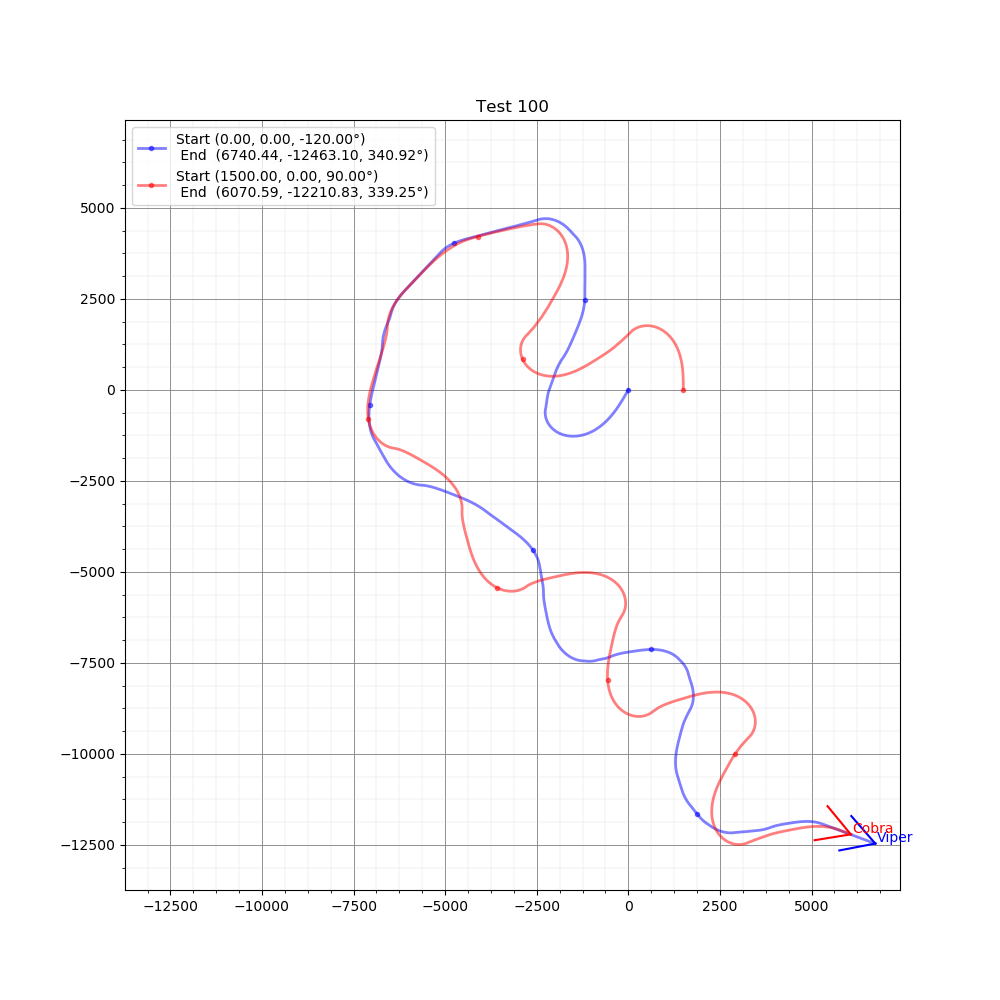 Test 100
Start (0.00, 0.00, -120.00°)
End (6740.44, -12463.10, 340.92°)
Start (1500.00, 0.00, 90.00°)
End (6070.59, -12210.83, 339.25°)
5000
2500
0
−2500
−5000
−7500
−10000
−12500
Cobra
Viper
−12500 −10000 −7500 −5000 −2500 0 2500 5000